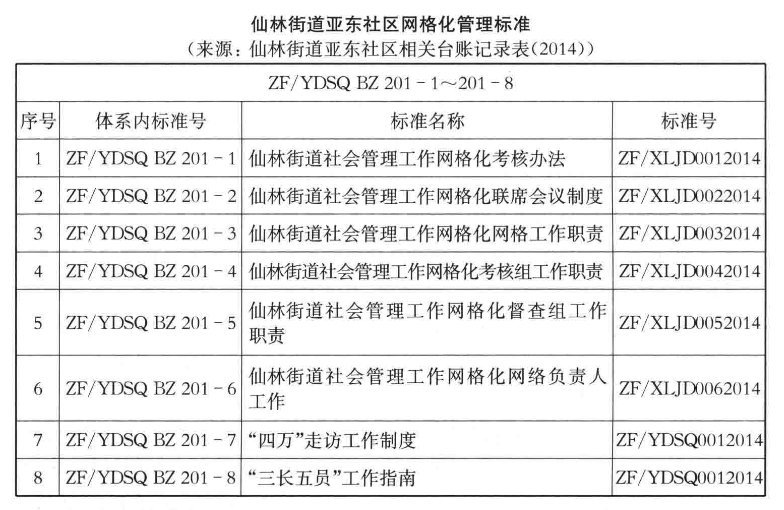 仙林街道亚东社区网格化管理标准
(来源:仙林街道亚东社区相关台账记录表(2014))
ZF/YDSQ BZ 201-1～201-8
序号 体系内标准号 标准名称 标准号
1 ZF/YDSQ BZ 201-1 仙林街道社会管理工作网格化考核办法 ZF/XLJD0012014
2 ZF/YDSQ BZ 201-2 仙林街道社会管理工作网格化联席会议制度 ZF/XLJD0022014
3 ZF/YDSQ BZ 201-3 仙林街道社会管理工作网格化网格工作职责 ZF/XLJD0032014
4 ZF/YDSQ BZ 201-4 仙林街道社会管理工作网格化考核组工作职责 ZF/XLJD0042014
5 ZF/YDSQ BZ 201-5 仙林街道社会管理工作网格化督查组工作
职责 ZF/XLJD0052014
6 ZF/YDSQ BZ 201-6 仙林街道社会管理工作网格化网络负责人
工作 ZF/XLJD0062014
7 ZF/YDSQ BZ 201-7 “四万”走访工作制度 ZF/YDSQ0012014
8 ZF/YDSQ BZ 201-8 “三长五员”工作指南 ZF/YDSQ0012014